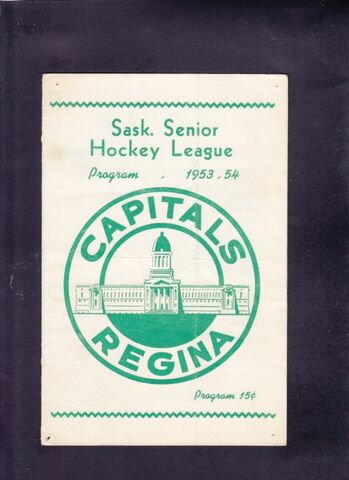 Sask. Senior
Hockey League
Program . 1953.54
CAPITALS
REGINA
Program 15¢